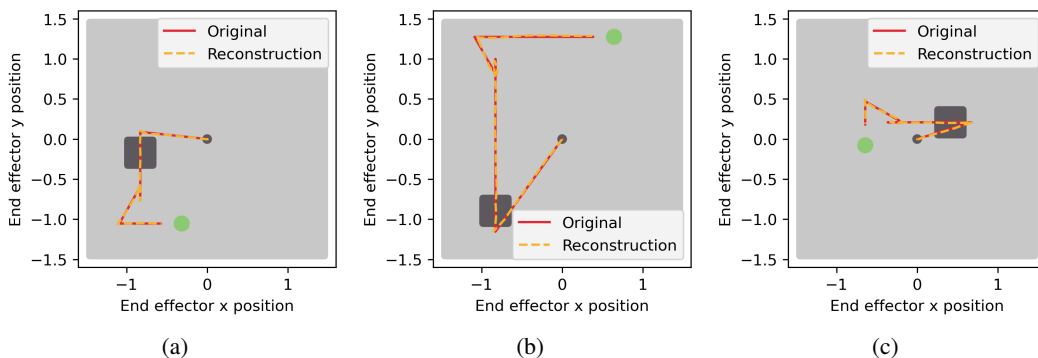 1.5
1.0
0.5
0.0
−0.5
−1.0
−1.5
End effector y position
Original
Reconstruction
−1
0
1
End effector x position
(a)
1.5
1.0
0.5
0.0
−0.5
−1.0
−1.5
End effector y position
Original
Reconstruction
−1
0
1
End effector x position
(b)
1.5
1.0
0.5
0.0
−0.5
−1.0
−1.5
End effector y position
Original
Reconstruction
−1
0
1
End effector x position
(c)